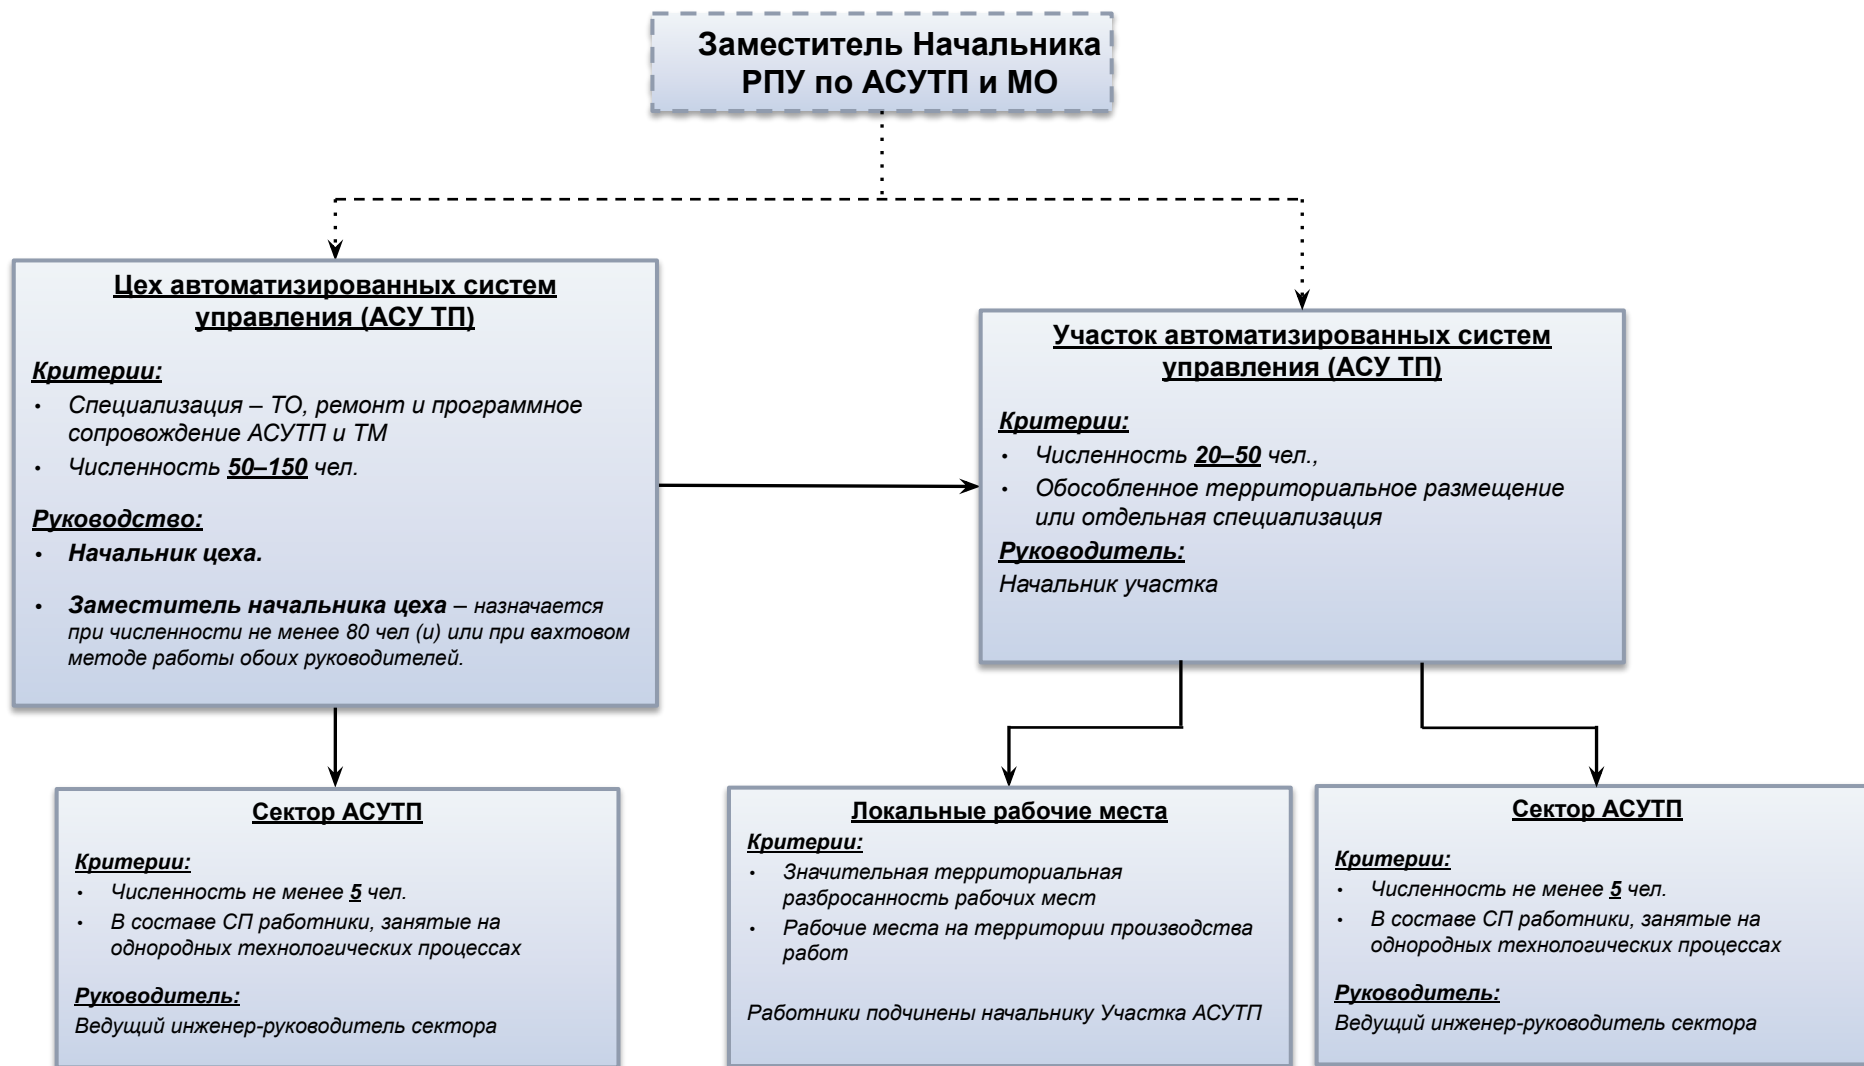 Заместитель Начальника
РПУ по АСУТП и МО
Цех автоматизированных систем
управления (АСУ ТП)
Критерии:
• Специализация – ТО, ремонт и программное
сопровождение АСУТП и ТМ
• Численность 50–150 чел.
Руководство:
• Начальник цеха.
• Заместитель начальника цеха – назначается
при численности не менее 80 чел (и) или при вахтовом
методе работы обоих руководителей.
Участок автоматизированных систем
управления (АСУ ТП)
Критерии:
• Численность 20–50 чел.,
• Обособленное территориальное размещение
или отдельная специализация
Руководитель:
Начальник участка
Сектор АСУТП
Критерии:
• Численность не менее 5 чел.
• В составе СП работники, занятые на
однородных технологических процессах
Руководитель:
Ведущий инженер-руководитель сектора
Локальные рабочие места
Критерии:
• Значительная территориальная
разбросанность рабочих мест
• Рабочие места на территории производства
работ
Работники подчинены начальнику Участка АСУТП
Сектор АСУТП
Критерии:
• Численность не менее 5 чел.
• В составе СП работники, занятые на
однородных технологических процессах
Руководитель:
Ведущий инженер-руководитель сектора